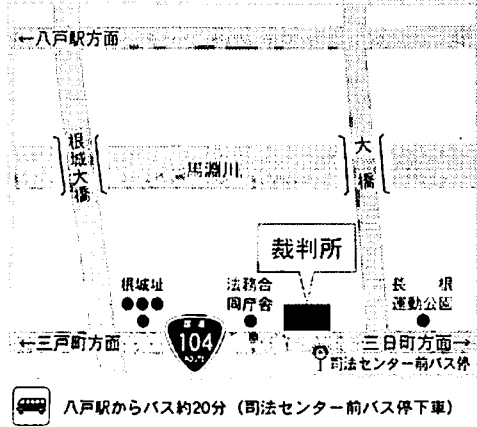 ←八戸駅方面
根城大橋
馬淵川
大橋
裁判所
根城址
法務合
同庁舎
長根
運動公園
国道
104
ROUTE
←三戸町方面
三日町方面→
司法センター前バス停
八戸駅からバス約20分（司法センター前バス停下車）